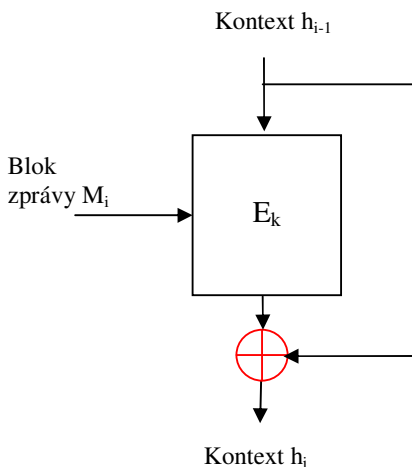 Kontext h_{i-1}
Blok
zprávy M_i
E_k
Kontext h_i